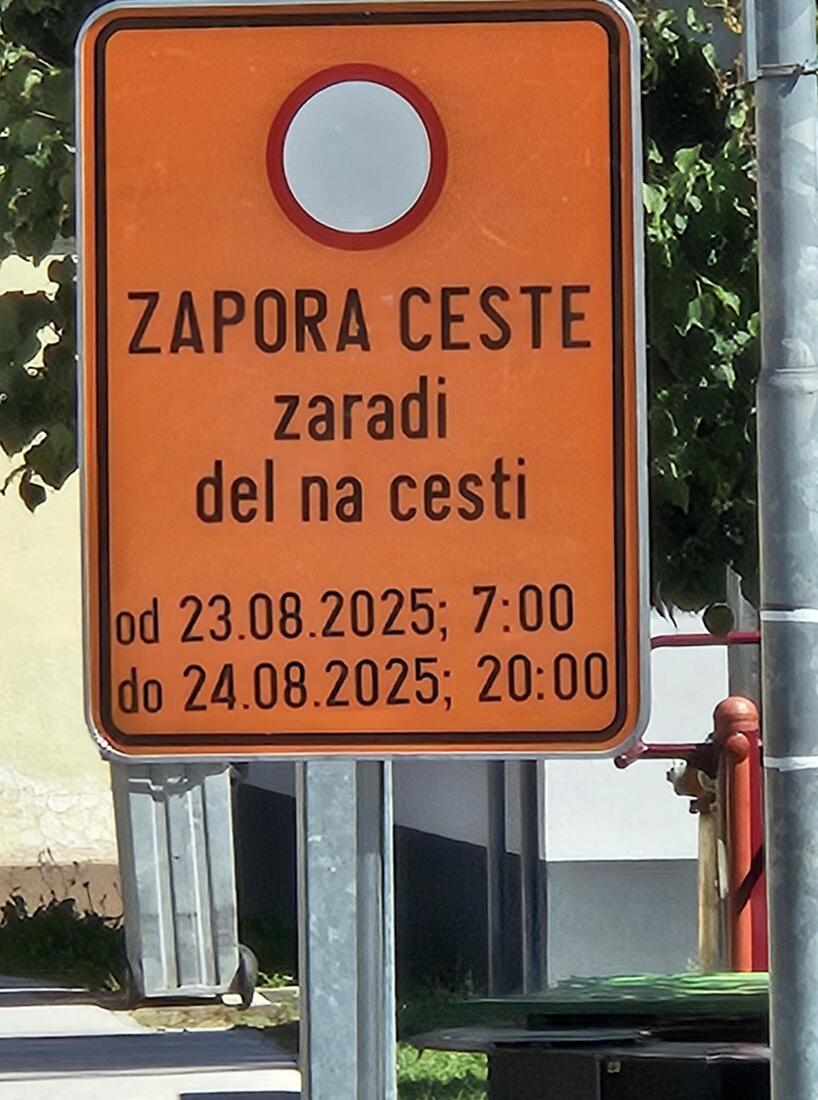 ZAPORA CESTE
zaradi
del na cesti
od 23.08.2025; 7:00
do 24.08.2025; 20:00